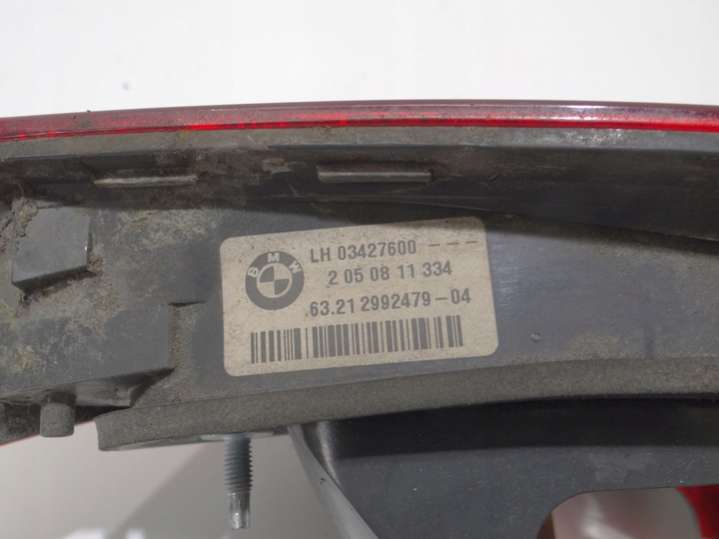 BMW
LH 03427600 - - -
2 05 08 11 334
63.21 2992479-04